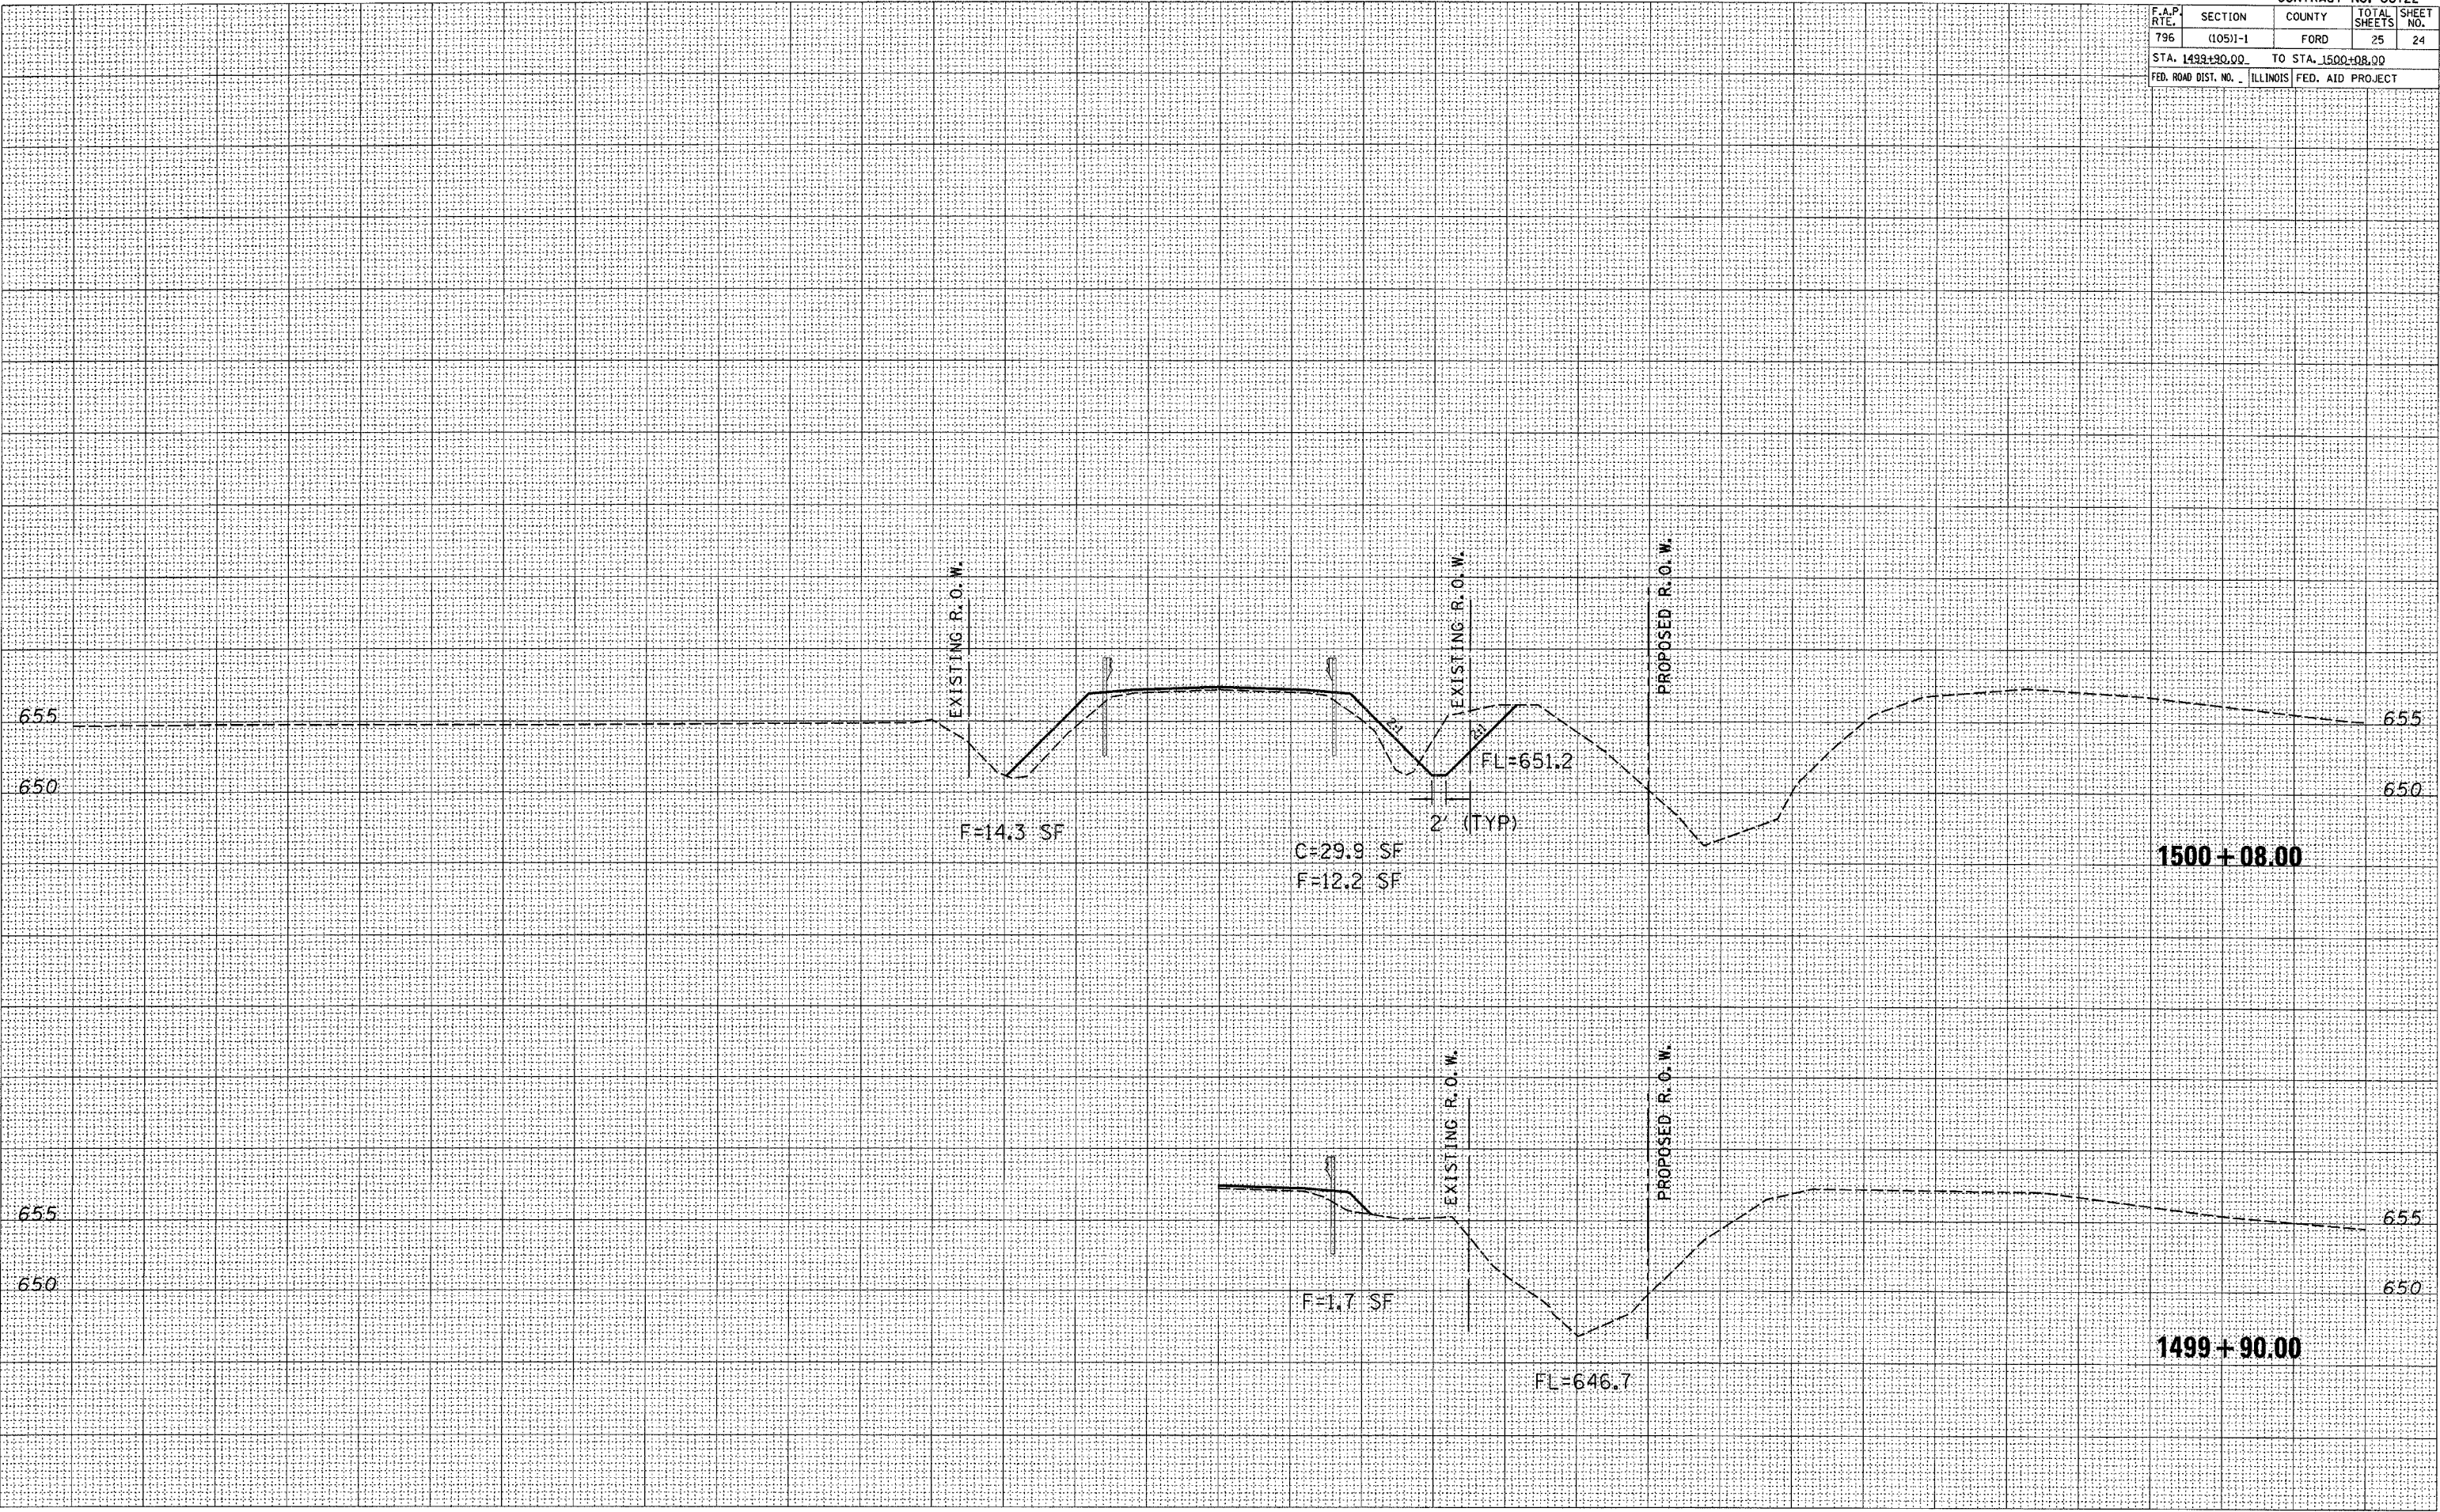 F.A.P. RTE. SECTION COUNTY TOTAL SHEETS SHEET NO.
796 (105)I-1 FORD 25 24
STA. 1499+90.00 TO STA. 1500+08.00
FED. ROAD DIST. NO. _ ILLINOIS FED. AID PROJECT
EXISTING R.O.W.
EXISTING R.O.W.
PROPOSED R.O.W.
655
655
2:1
2:1
FL=651.2
650
650
2' (TYP)
F=14.3 SF
C=29.9 SF
F=12.2 SF
1500+08.00
EXISTING R.O.W.
PROPOSED R.O.W.
655
655
650
650
F=1.7 SF
1499+90.00
FL=646.7